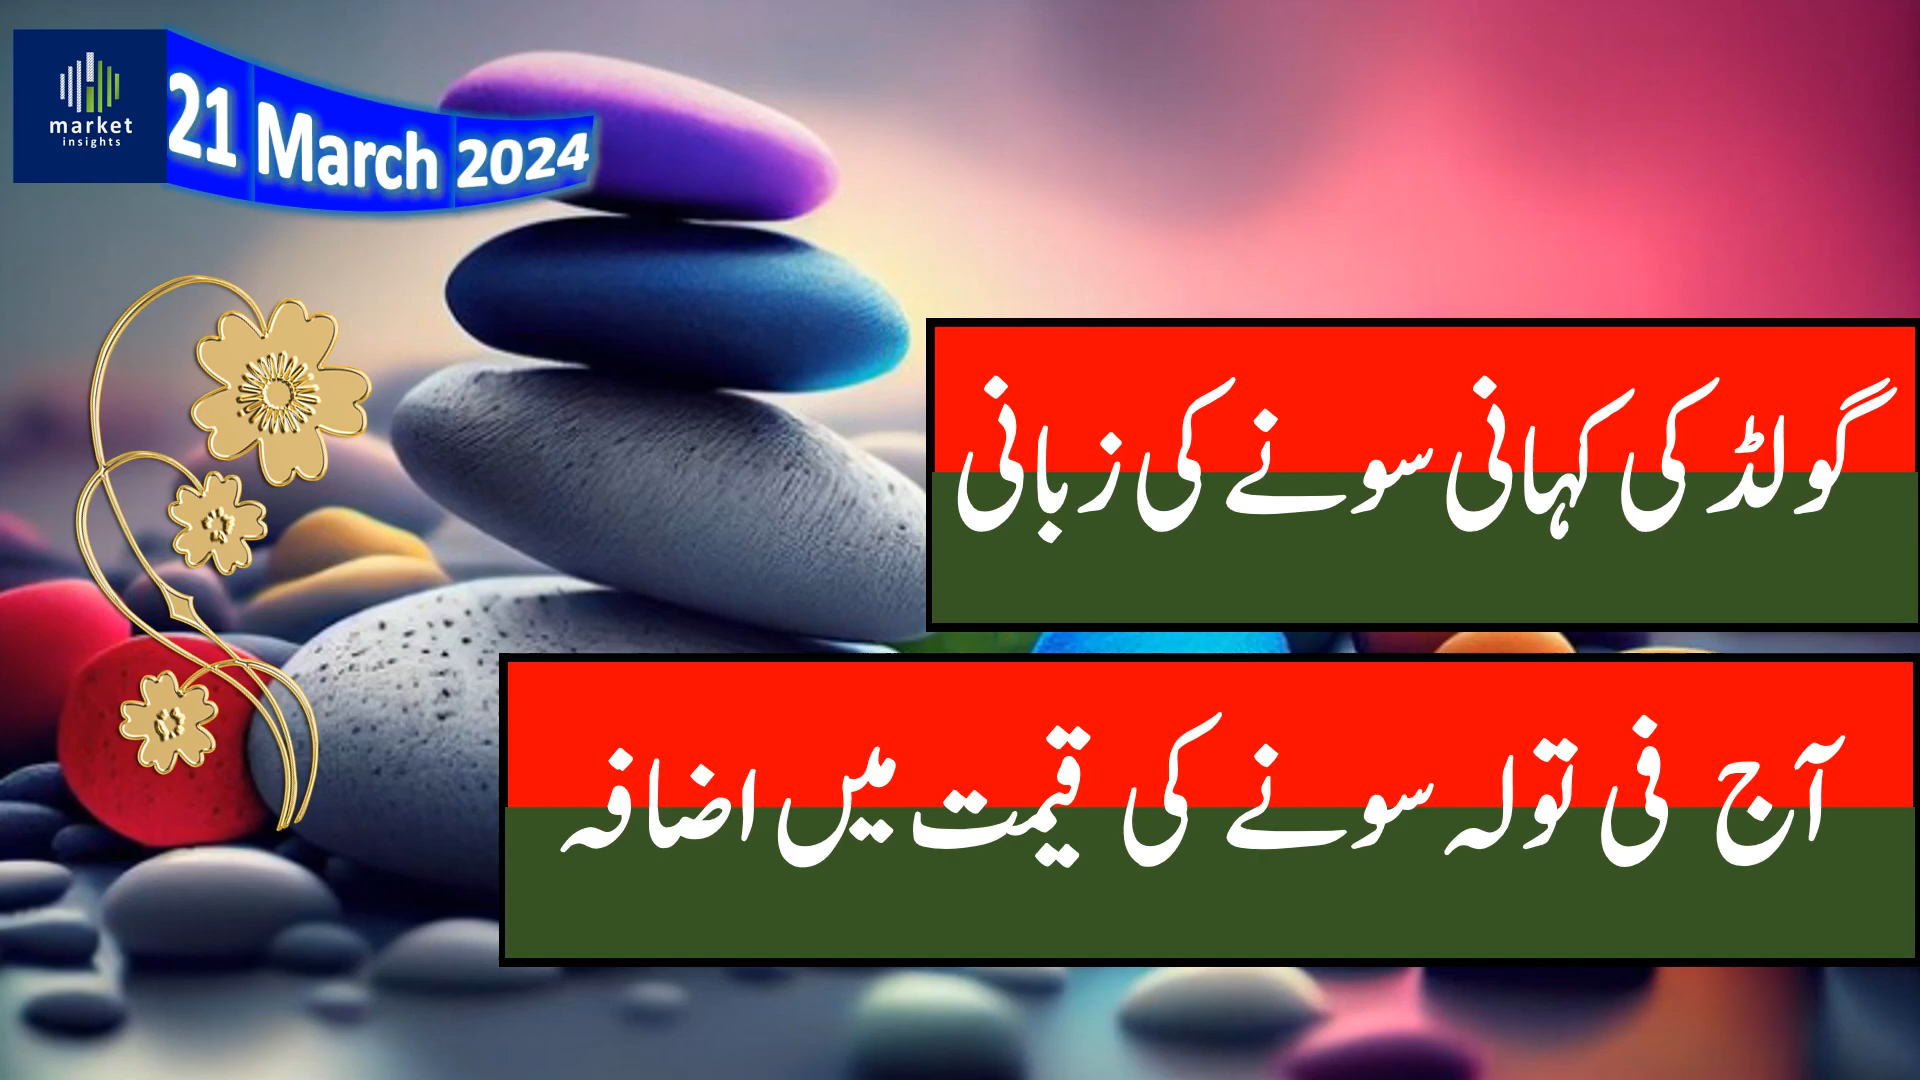 market
insights
21 March 2024
گولڈ کی کہانی سونے کی زبانی
آج فی تولہ سونے کی قیمت میں اضافہ